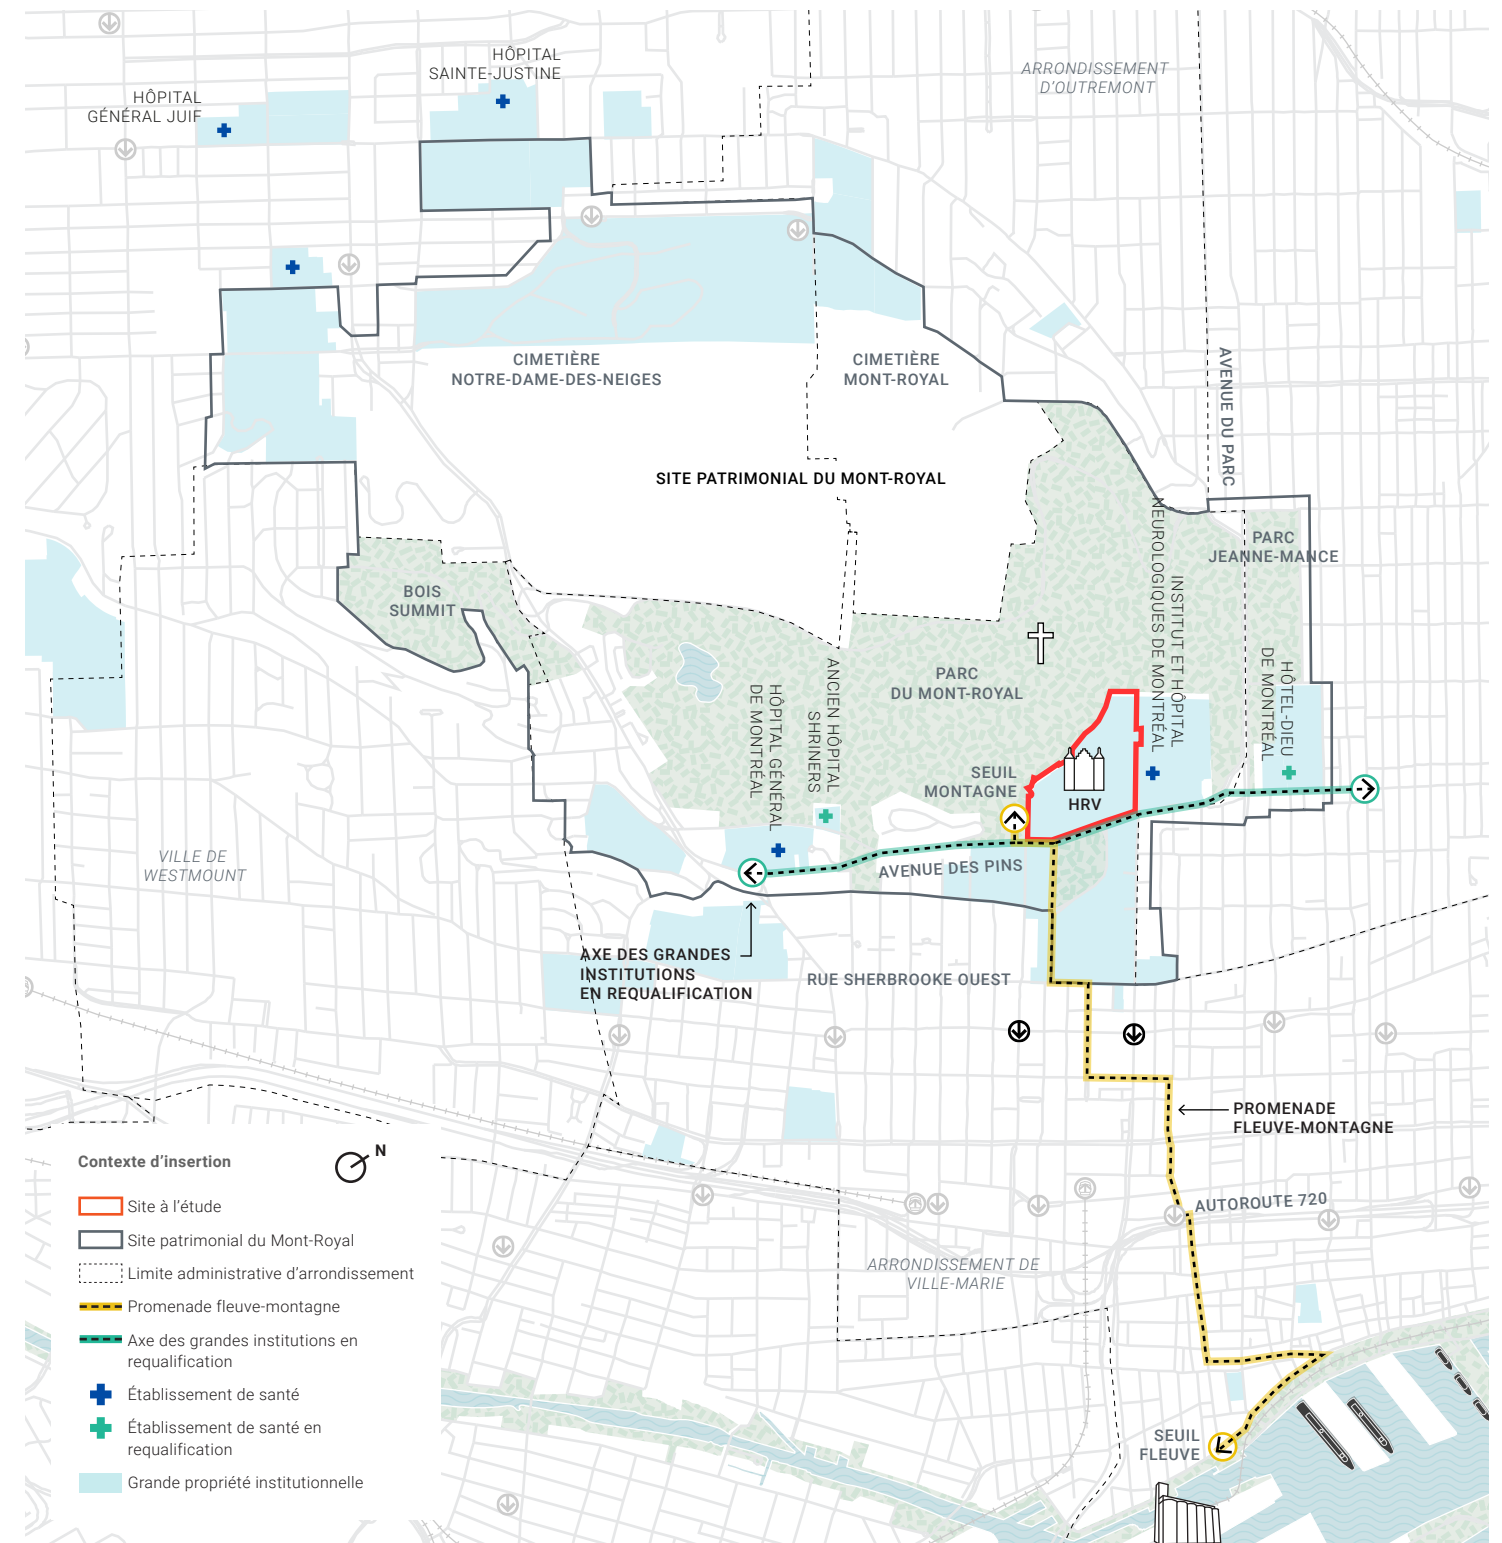 HÔPITAL
SAINTE-JUSTINE
HÔPITAL
GÉNÉRAL JUIF
ARRONDISSEMENT
D'OUTREMONT
CIMETIÈRE
NOTRE-DAME-DES-NEIGES
CIMETIÈRE
MONT-ROYAL
AVENUE DU PARC
SITE PATRIMONIAL DU MONT-ROYAL
INSTITUT ET HÔPITAL
NEUROLOGIQUES DE MONTRÉAL
PARC
JEANNE-MANCE
BOIS
SUMMIT
PARC
DU MONT-ROYAL
HÔTEL-DIEU
DE MONTRÉAL
ANCIEN HÔPITAL
SHRINERS
HÔPITAL GÉNÉRAL
DE MONTRÉAL
SEUIL
MONTAGNE
HRV
VILLE DE
WESTMOUNT
AVENUE DES PINS
AXE DES GRANDES
INSTITUTIONS
EN REQUALIFICATION
RUE SHERBROOKE OUEST
PROMENADE
FLEUVE-MONTAGNE
AUTOROUTE 720
ARRONDISSEMENT DE
VILLE-MARIE
SEUIL
FLEUVE
Contexte d'insertion
N
Site à l'étude
Site patrimonial du Mont-Royal
Limite administrative d'arrondissement
Promenade fleuve-montagne
Axe des grandes institutions en
requalification
Établissement de santé
Établissement de santé en
requalification
Grande propriété institutionnelle